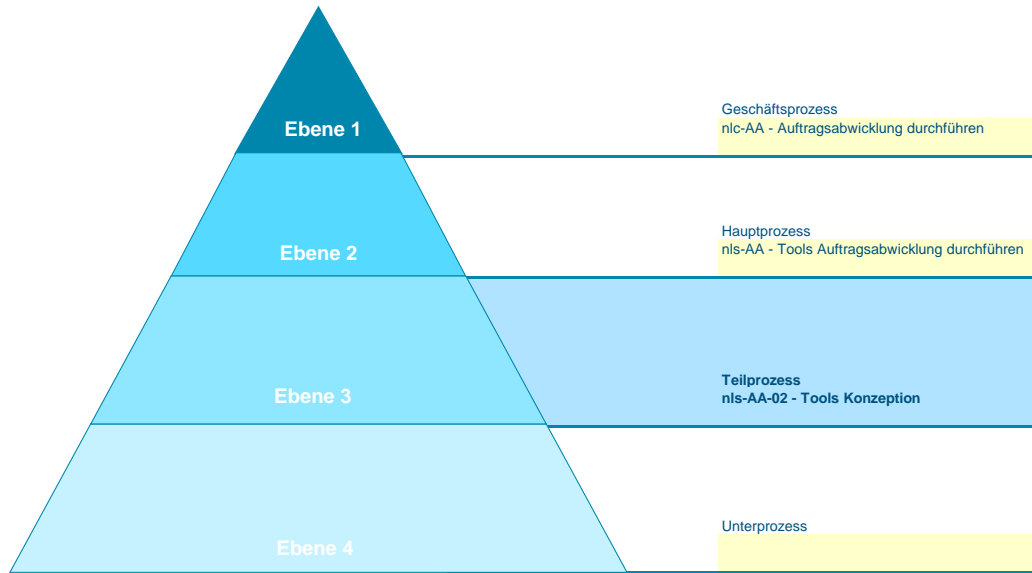 Ebene 1
Geschäftsprozess
nlc-AA - Auftragsabwicklung durchführen
Ebene 2
Hauptprozess
nls-AA - Tools Auftragsabwicklung durchführen
Ebene 3
Teilprozess
nls-AA-02 - Tools Konzeption
Ebene 4
Unterprozess